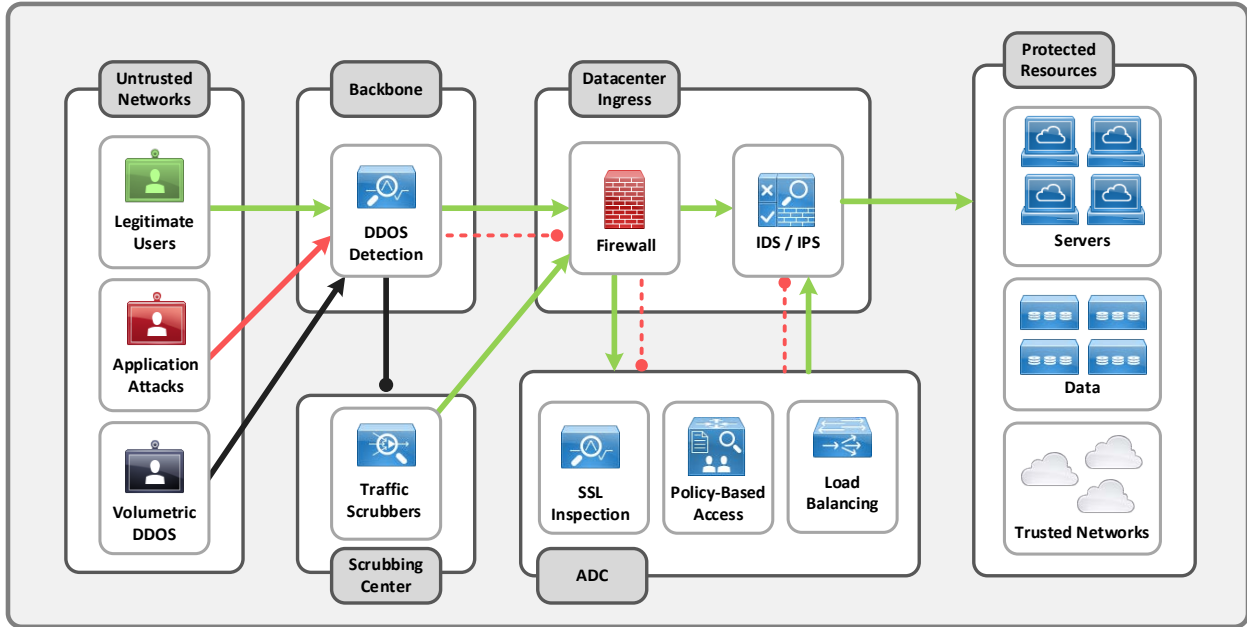 Untrusted
Networks
Legitimate
Users
Application
Attacks
Volumetric
DDOS
Backbone
DDOS
Detection
Traffic
Scrubbers
Scrubbing
Center
Datacenter
Ingress
Firewall
IDS / IPS
SSL
Inspection
Policy-Based
Access
Load
Balancing
ADC
Protected
Resources
Servers
Data
Trusted Networks